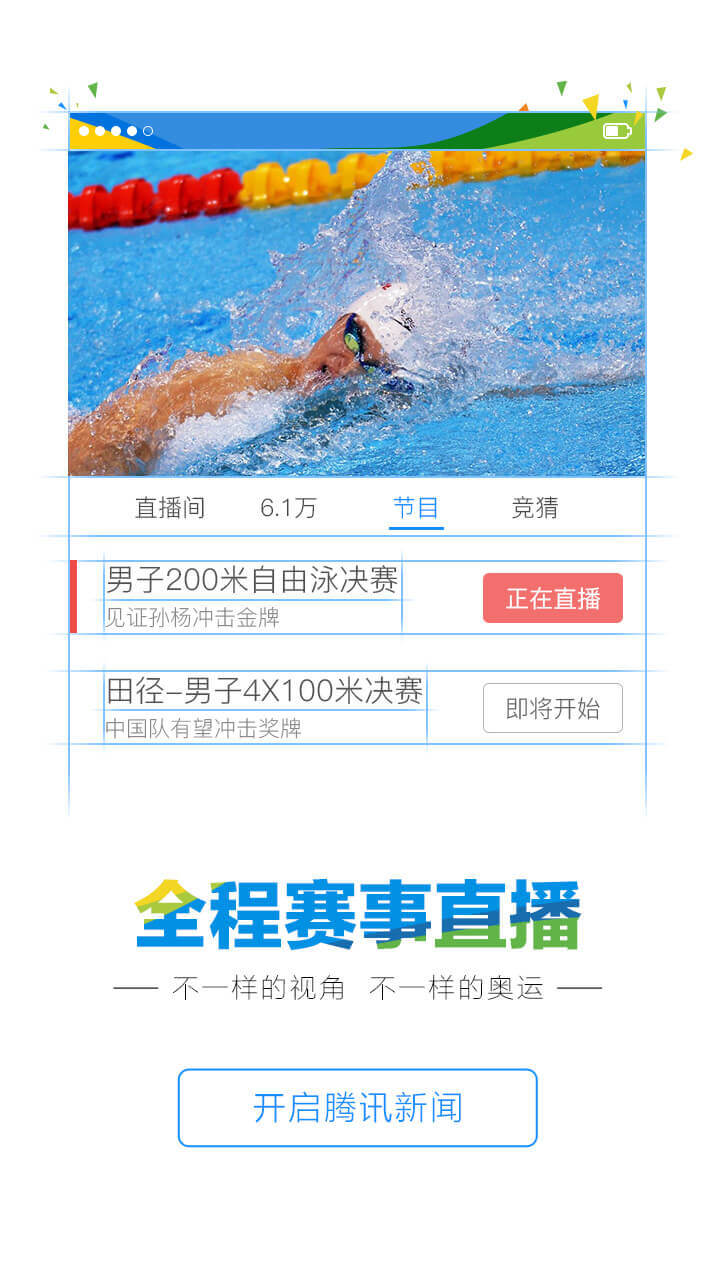 直播间 6.1万 节目 竞猜
男子200米自由泳决赛
见证孙杨冲击金牌
正在直播
田径-男子4X100米决赛
中国队有望冲击奖牌
即将开始
全程赛事直播
不一样的视角 不一样的奥运
开启腾讯新闻